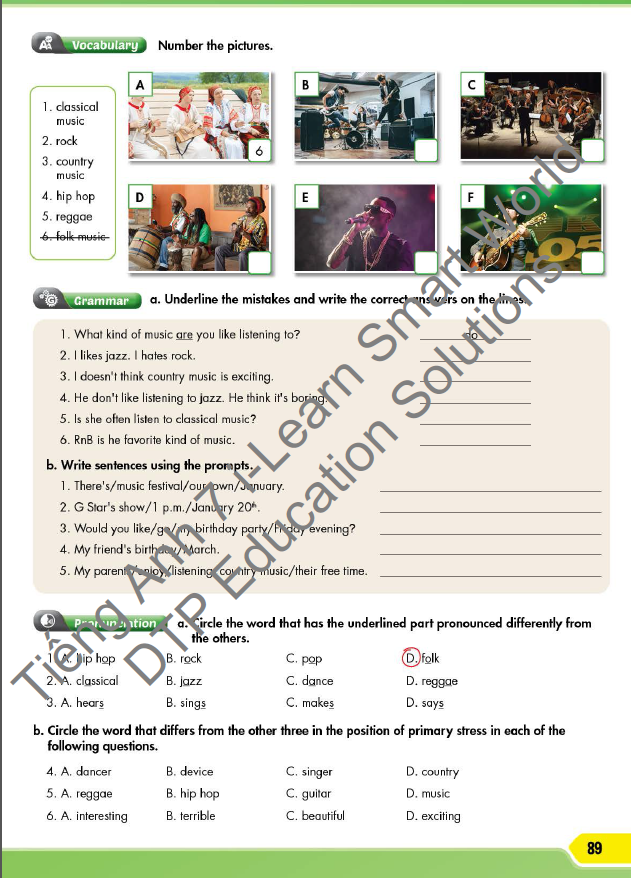 Vocabulary Number the pictures.
1. classical
music
2. rock
3. country
music
4. hip hop
5. reggae
6. folk music
A
6
B
C
D
E
F
05
Grammar a. Underline the mistakes and write the correct answers on the lines.
1. What kind of music are you like listening to? do
2. I likes jazz. I hates rock.
3. I doesn't think country music is exciting.
4. He don't like listening to jazz. He think it's boring.
5. Is she often listen to classical music?
6. RnB is he favorite kind of music.
b. Write sentences using the prompts.
1. There's/music festival/our town/January.
2. G Star's show/1 p.m./January 20th.
3. Would you like/go/my birthday party/Friday evening?
4. My friend's birthday/March.
5. My parents/enjoy/listening, country music/their free time.
Pronunciation a. Circle the word that has the underlined part pronounced differently from
the others.
1. A. hip hop B. rock C. pop D. folk
2. A. classical B. jazz C. dance D. reggae
3. A. hears B. sings C. makes D. says
b. Circle the word that differs from the other three in the position of primary stress in each of the
following questions.
4. A. dancer B. device C. singer D. country
5. A. reggae B. hip hop C. guitar D. music
6. A. interesting B. terrible C. beautiful D. exciting
89
Tiếng Anh 7 i-Learn Smart World
DTP Education Solutions